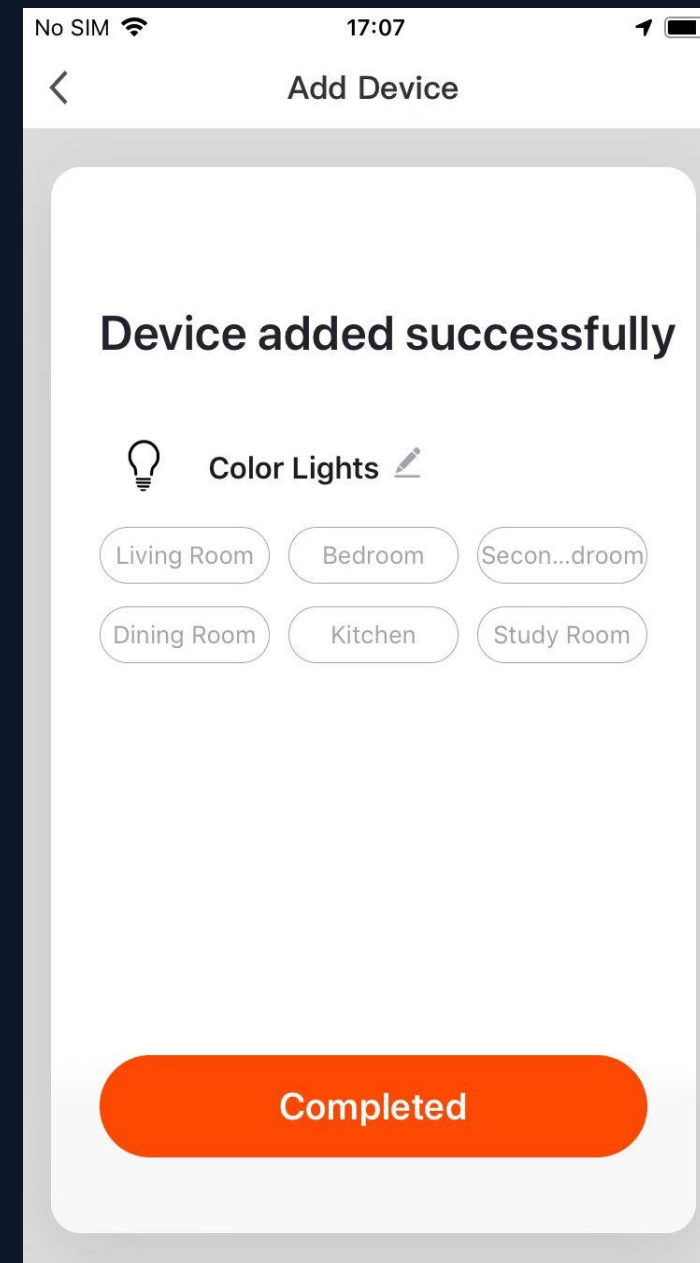 No SIM 17:07
Add Device
Device added successfully
Color Lights
Living Room Bedroom Secon...droom
Dining Room Kitchen Study Room
Completed